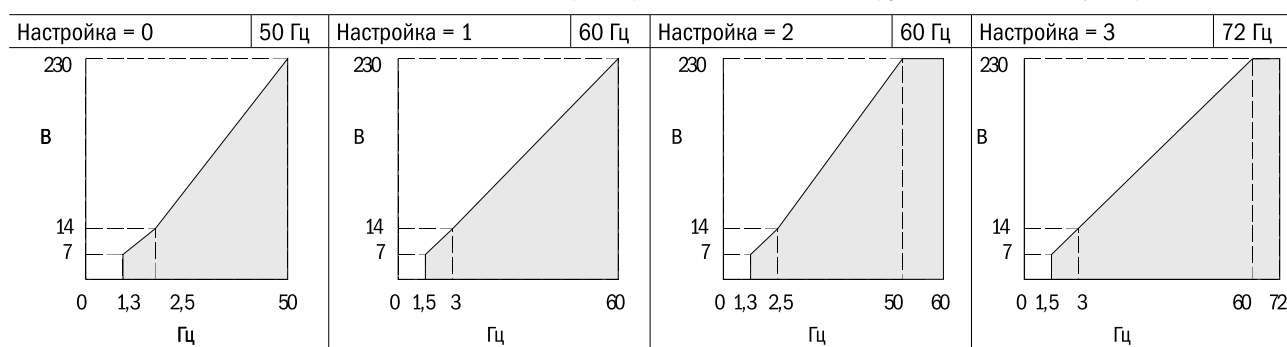 Настройка = 0 50 Гц
230
В
14
7
0 1,3 2,5 50
Гц
Настройка = 1 60 Гц
230
В
14
7
0 1,5 3 60
Гц
Настройка = 2 60 Гц
230
В
14
7
0 1,3 2,5 50 60
Гц
Настройка = 3 72 Гц
230
В
14
7
0 1,5 3 60 72
Гц